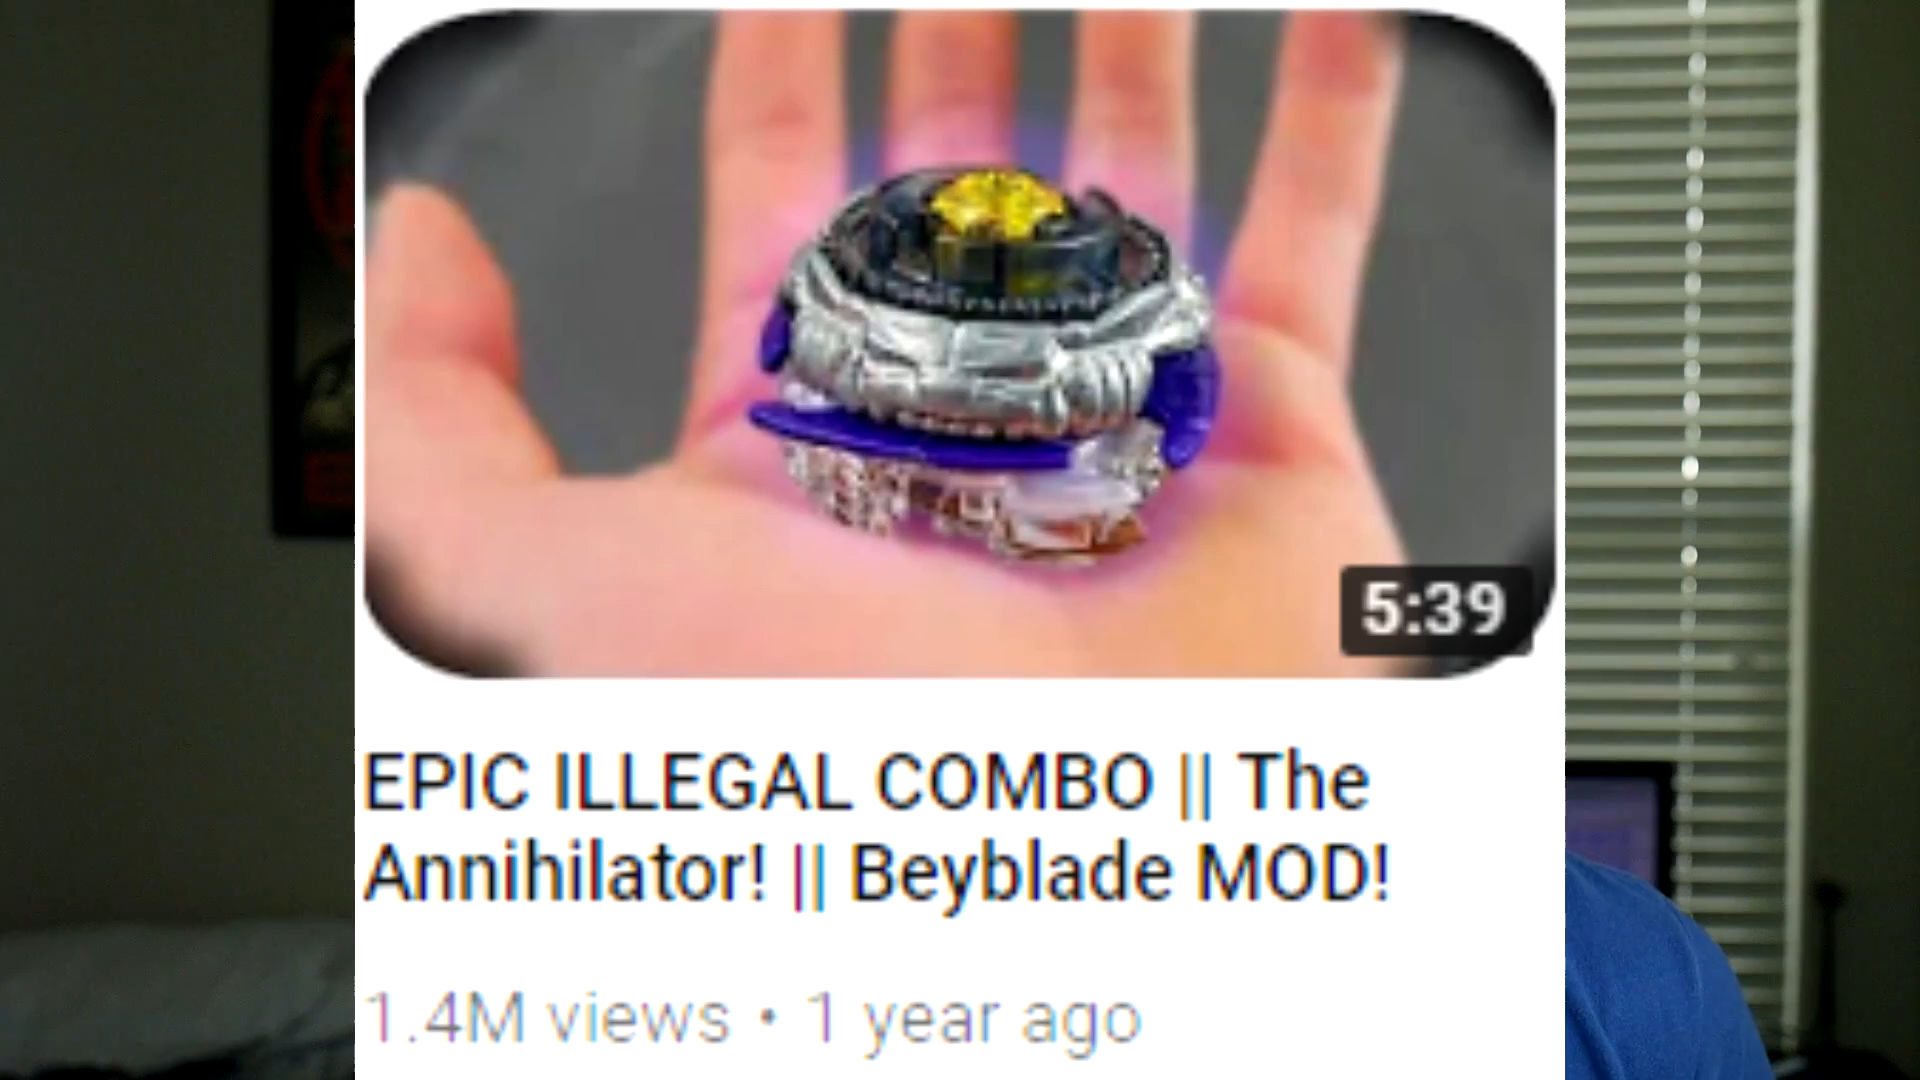 5:39
EPIC ILLEGAL COMBO || The
Annihilator! || Beyblade MOD!
1.4M views • 1 year ago